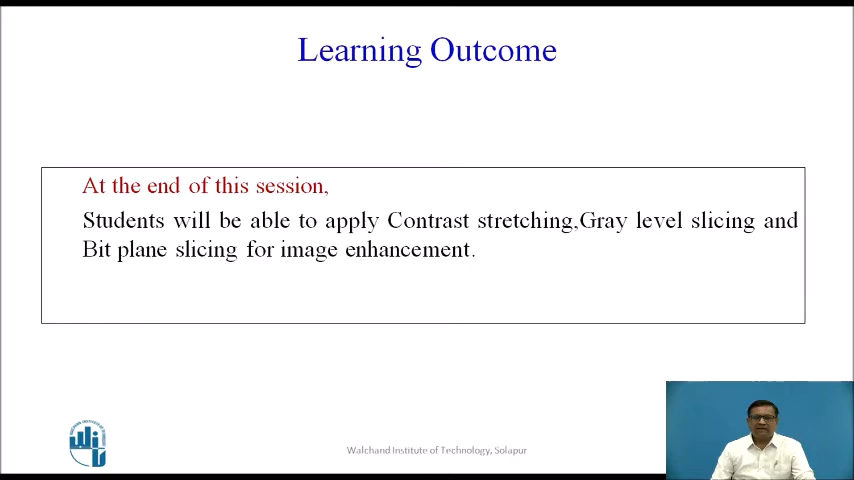 Learning Outcome
At the end of this session,
Students will be able to apply Contrast stretching,Gray level slicing and
Bit plane slicing for image enhancement.
Walchand Institute of Technology, Solapur